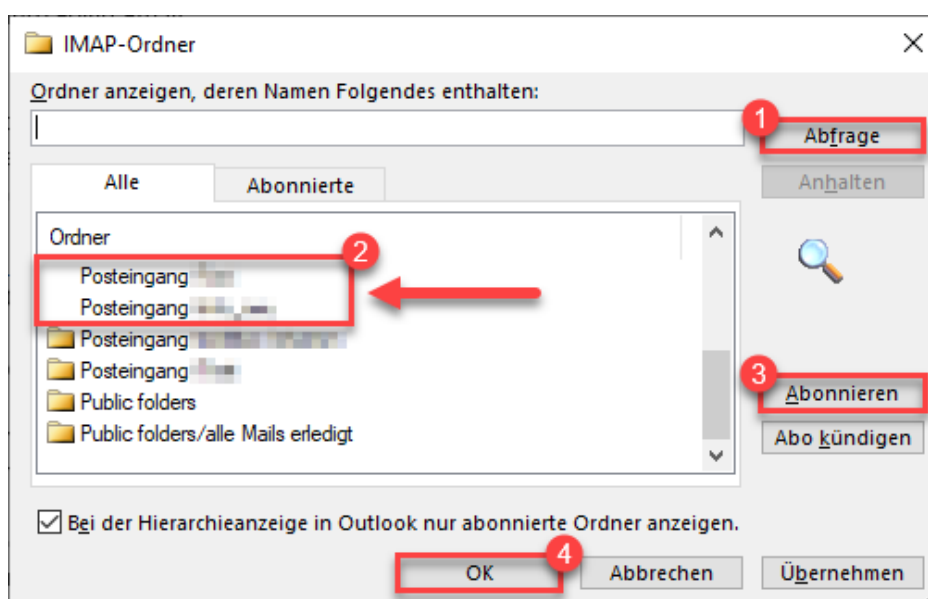 IMAP-Ordner
Ordner anzeigen, deren Namen Folgendes enthalten:
1
Abfrage
Alle
Abonnierte
Anhalten
Ordner
2
Posteingang
Posteingang
Posteingang
Posteingang
3
Abonnieren
Public folders
Public folders/alle Mails erledigt
Abo kündigen
Bei der Hierarchieanzeige in Outlook nur abonnierte Ordner anzeigen.
4
OK
Abbrechen
Übernehmen